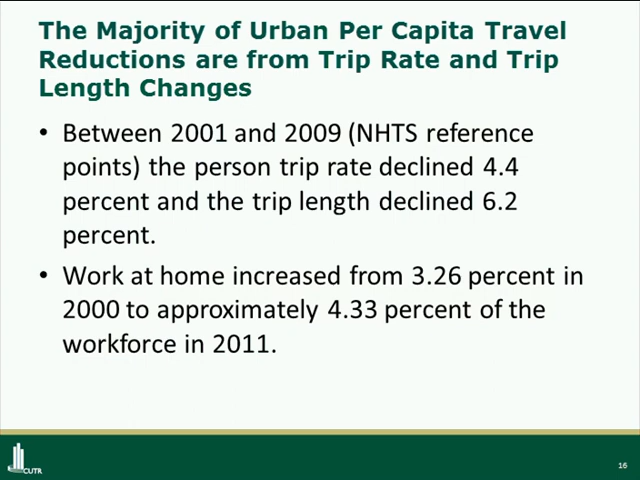 The Majority of Urban Per Capita Travel
Reductions are from Trip Rate and Trip
Length Changes
• Between 2001 and 2009 (NHTS reference
points) the person trip rate declined 4.4
percent and the trip length declined 6.2
percent.
• Work at home increased from 3.26 percent in
2000 to approximately 4.33 percent of the
workforce in 2011.
CUTR
16